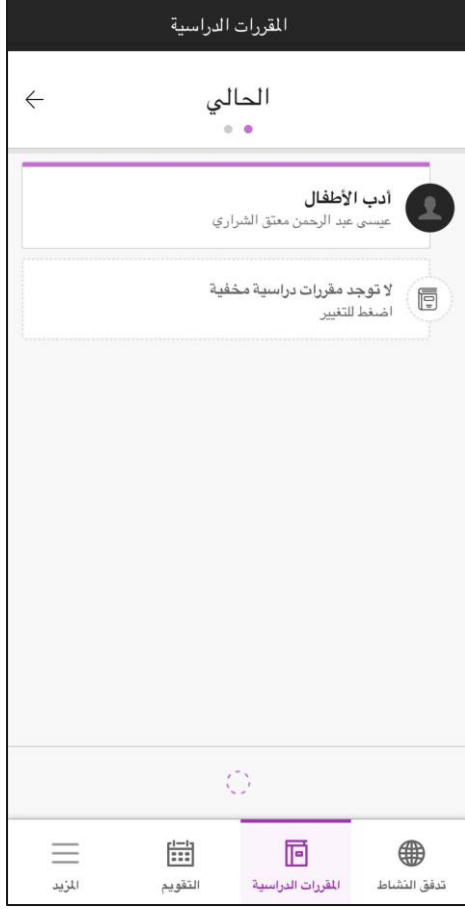 المقررات الدراسية
الحالي
أدب الأطفال
عيسى عبد الرحمن معتق الشراري
لا توجد مقررات دراسية مخفية
اضغط للتغيير
تدفق النشاط
المقررات الدراسية
التقويم
المزيد